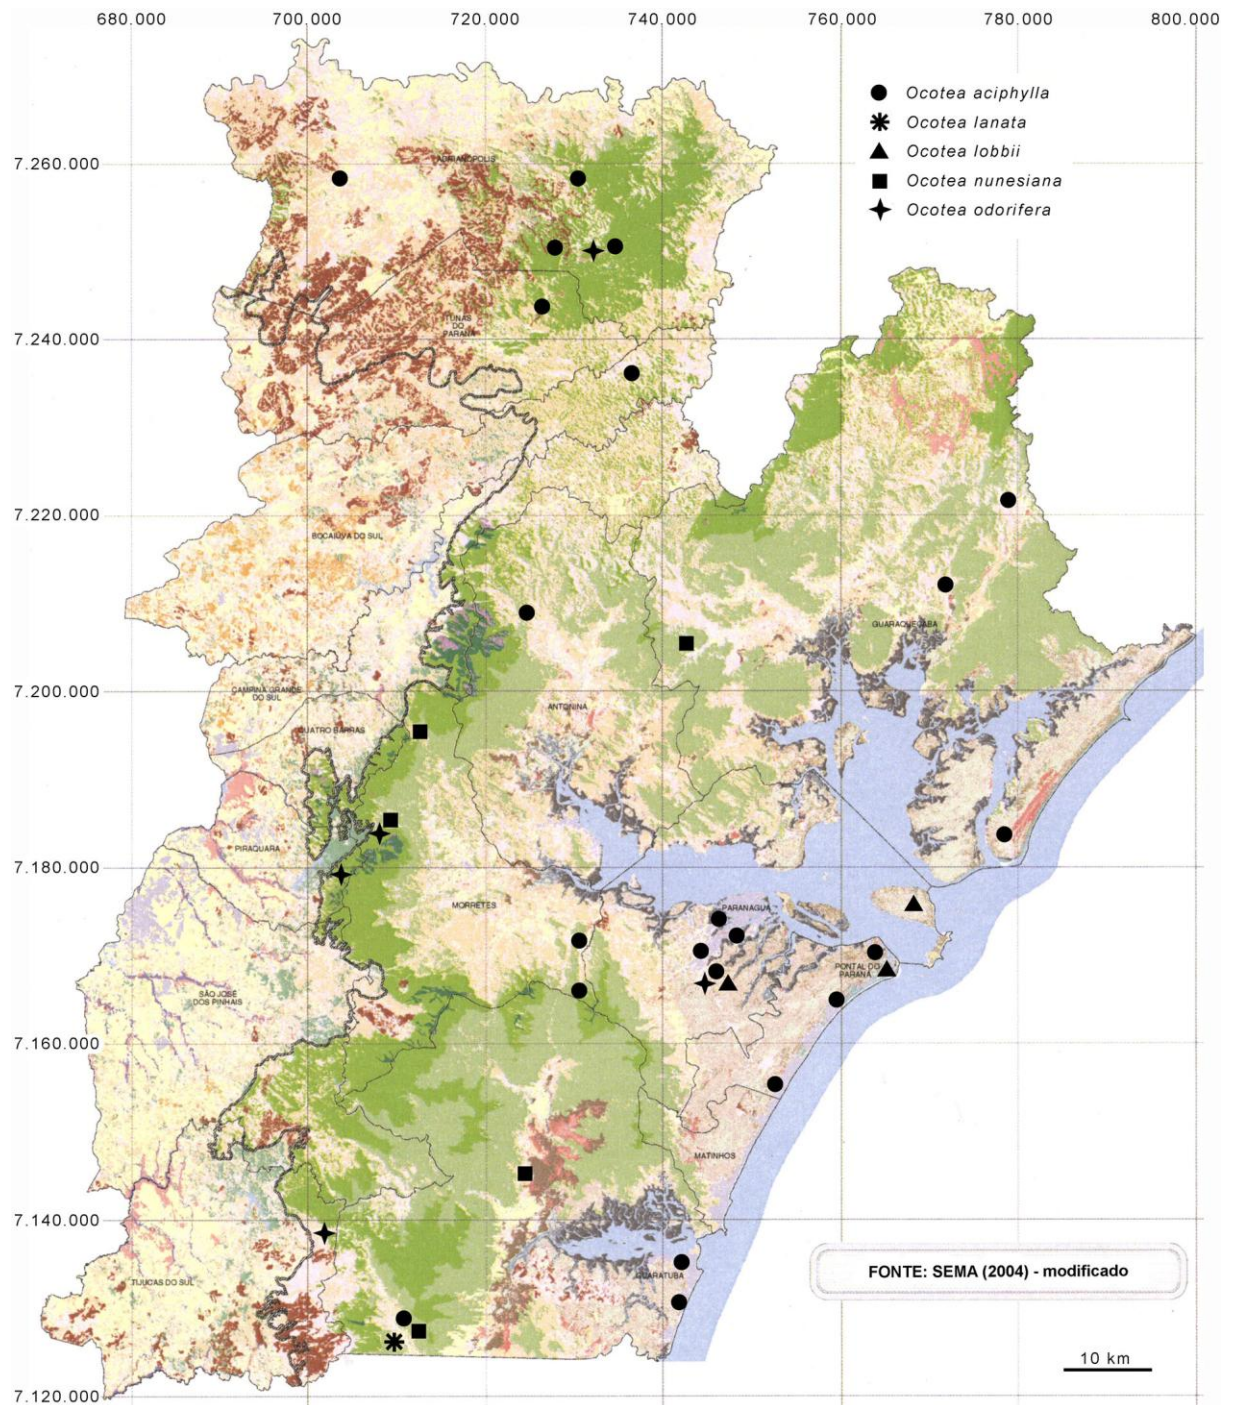 680.000 700.000 720.000 740.000 760.000 780.000 800.000
Ocotea aciphylla
Ocotea lanata
Ocotea lobbii
Ocotea nunesiana
Ocotea odorifera
7.260.000
ADRIANÓPOLIS
TUNAS
DO
PARANÁ
7.240.000
7.220.000
BOCAIÚVA DO SUL
GUARAQUEÇABA
7.200.000
CAMPINA GRANDE
DO SUL
ANTONINA
QUATRO BARRAS
PIRAQUARA
7.180.000
MORRETES
PARANAGUÁ
PONTAL DO
PARANÁ
SÃO JOSÉ
DOS PINHAIS
7.160.000
MATINHOS
7.140.000
GUARATUBA
TIJUCAS DO SUL
FONTE: SEMA (2004) - modificado
10 km
7.120.000